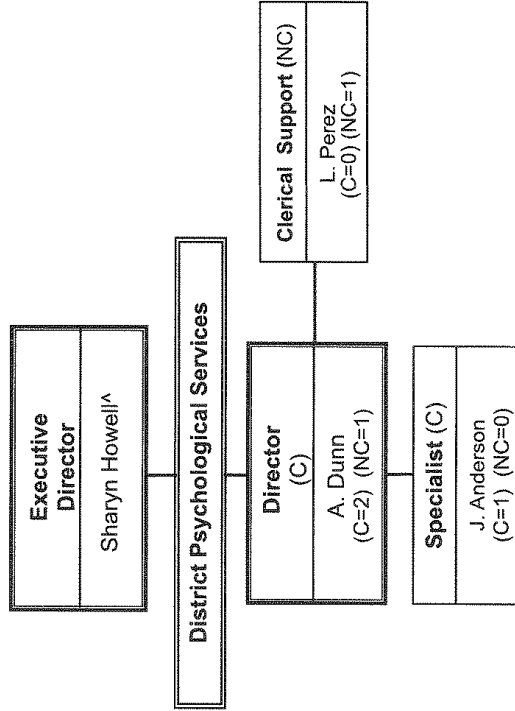 Executive
Director
Sharyn Howell^
District Psychological Services
Director
(C)
A. Dunn
(C=2) (NC=1)
Clerical Support (NC)
L. Perez
(C=0) (NC=1)
Specialist (C)
J. Anderson
(C=1) (NC=0)